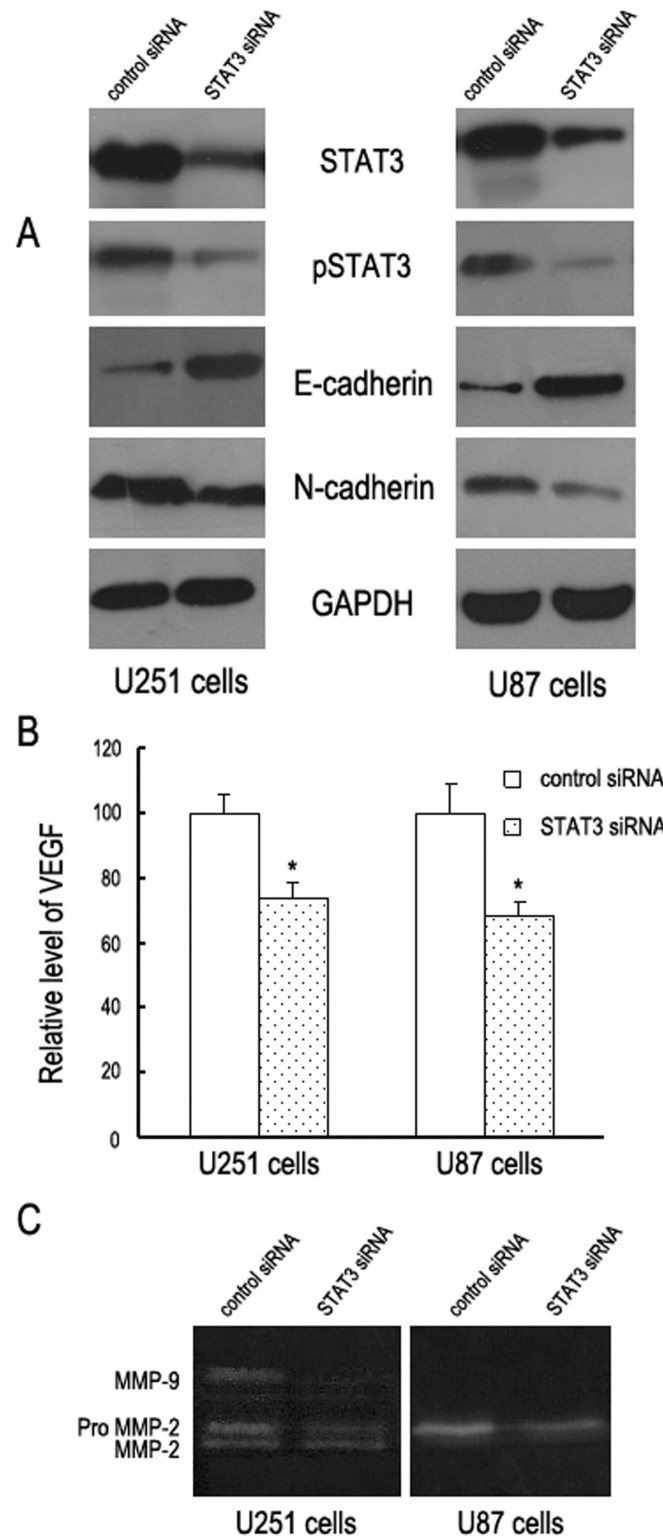 control siRNA STAT3 siRNA control siRNA STAT3 siRNA
STAT3
A
pSTAT3
E-cadherin
N-cadherin
GAPDH
U251 cells U87 cells
B
120
100
80
60
40
20
0
Relative level of VEGF
control siRNA
STAT3 siRNA
*
*
U251 cells U87 cells
C
control siRNA STAT3 siRNA control siRNA STAT3 siRNA
MMP-9
Pro MMP-2
MMP-2
U251 cells U87 cells